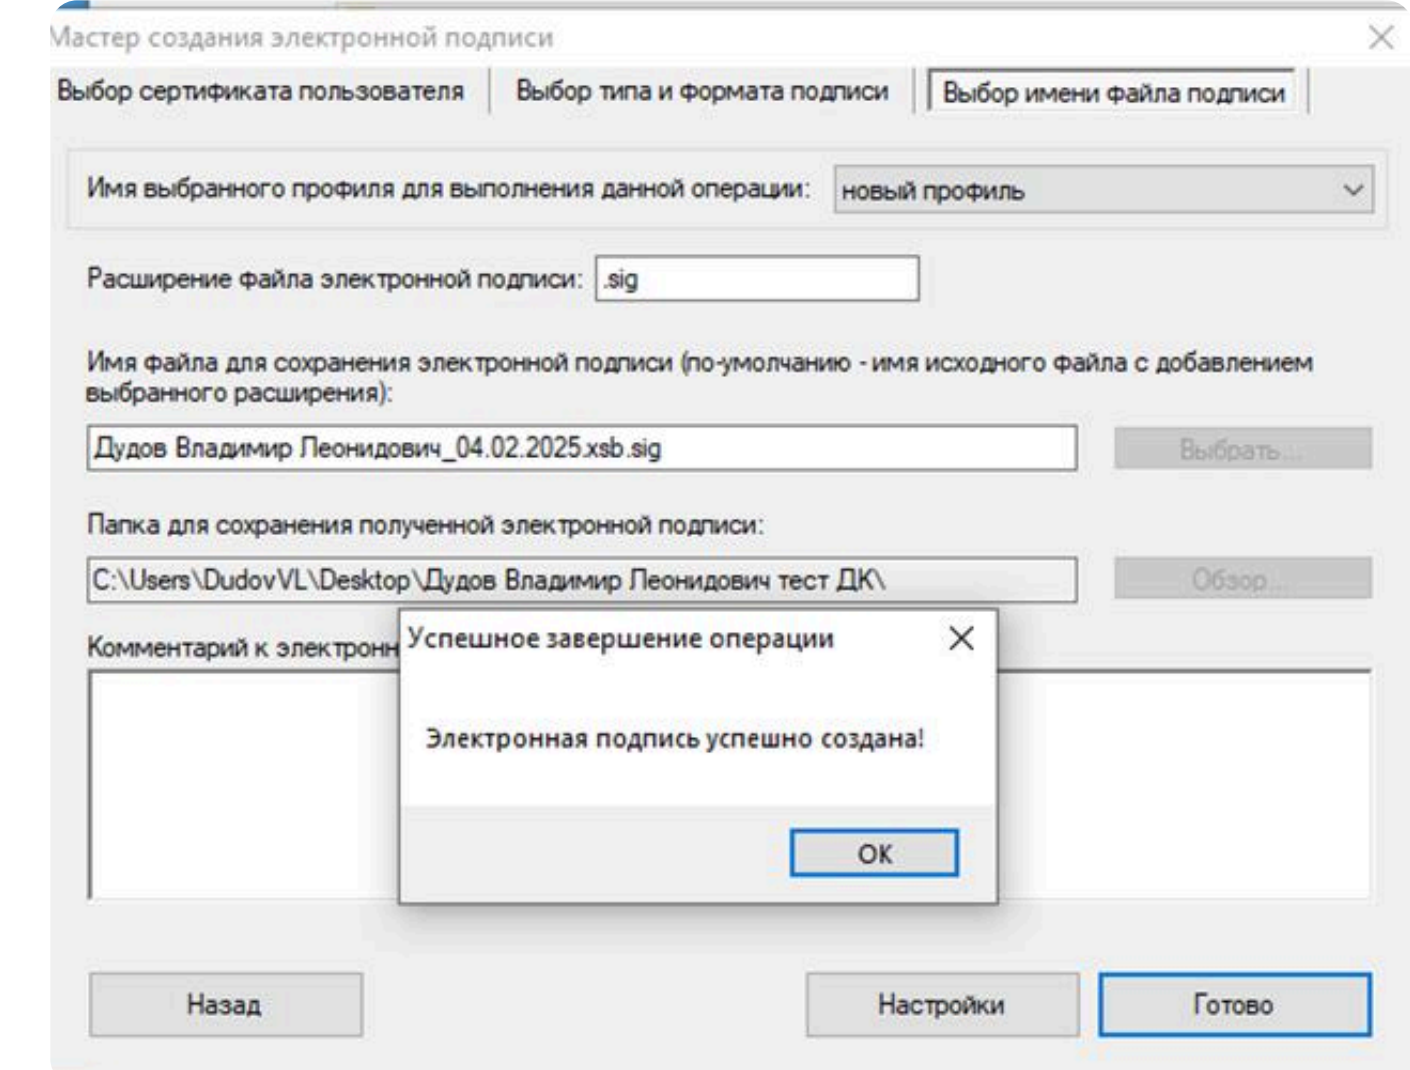 Мастер создания электронной подписи
Выбор сертификата пользователя
Выбор типа и формата подписи
Выбор имени файла подписи
Имя выбранного профиля для выполнения данной операции:
новый профиль
Расширение файла электронной подписи:
.sig
Имя файла для сохранения электронной подписи (по-умолчанию - имя исходного файла с добавлением
выбранного расширения):
Дудов Владимир Леонидович_04.02.2025.xsb.sig
Выбрать...
Папка для сохранения полученной электронной подписи:
C:\Users\DudovVL\Desktop\Дудов Владимир Леонидович тест ДК\
Обзор...
Комментарий к электронн
Успешное завершение операции
Электронная подпись успешно создана!
OK
Назад
Настройки
Готово